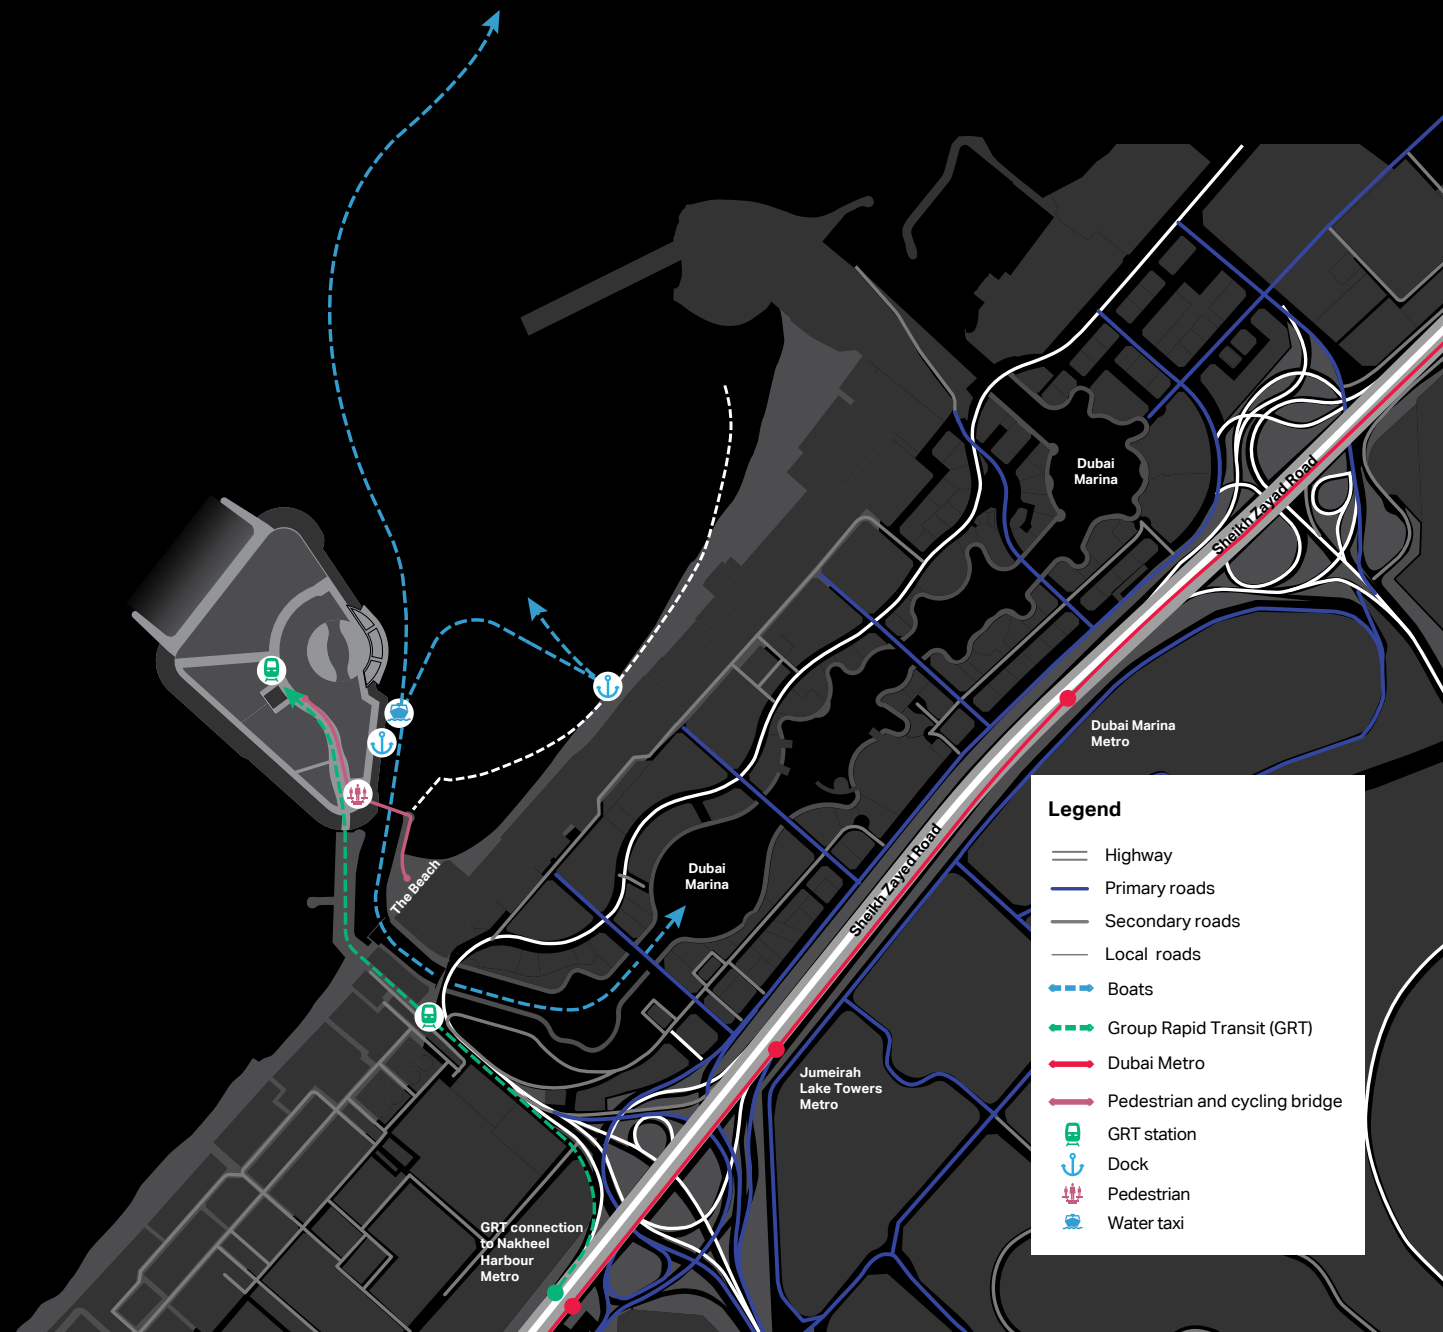 Dubai
Marina
Sheikh Zayad Road
Dubai Marina
Metro
Sheikh Zayed Road
Dubai
Marina
The Beach
Jumeirah
Lake Towers
Metro
GRT connection
to Nakheel
Harbour
Metro
Legend
Highway
Primary roads
Secondary roads
Local roads
Boats
Group Rapid Transit (GRT)
Dubai Metro
Pedestrian and cycling bridge
GRT station
Dock
Pedestrian
Water taxi